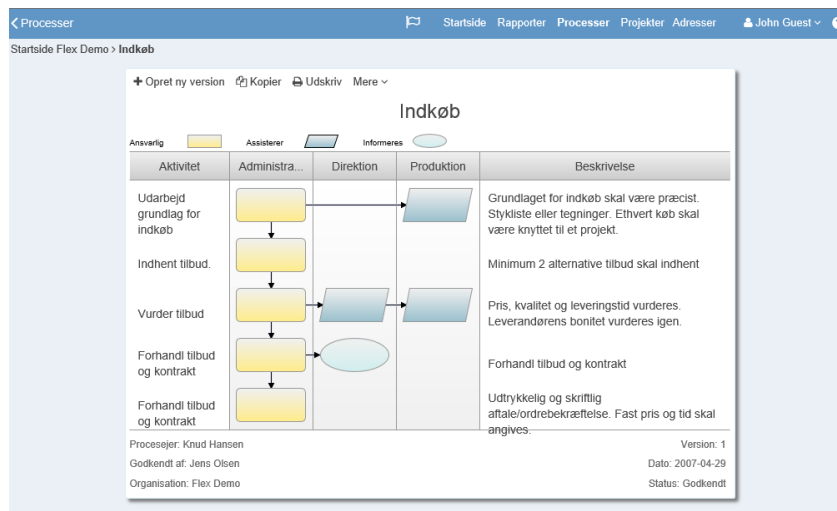 Processer
Startside Rapporter Processer Projekter Adresser John Guest
Startside Flex Demo > Indkøb
Opret ny version Kopier Udskriv Mere
Indkøb
Ansvarlig Assisterer Informeres
Aktivitet Administra... Direktion Produktion Beskrivelse
Udarbejd
grundlag for
indkøb
Grundlaget for indkøb skal være præcist.
Stykliste eller tegninger. Ethvert køb skal
være knyttet til et projekt.
Indhent tilbud.
Minimum 2 alternative tilbud skal indhent
Vurder tilbud
Pris, kvalitet og leveringstid vurderes.
Leverandørens bonitet vurderes igen.
Forhandl tilbud
og kontrakt
Forhandl tilbud og kontrakt
Forhandl tilbud
og kontrakt
Udtrykkelig og skriftlig
aftale/ordrebekræftelse. Fast pris og tid skal
angives.
Procesejer: Knud Hansen
Version: 1
Godkendt af: Jens Olsen
Dato: 2007-04-29
Organisation: Flex Demo
Status: Godkendt